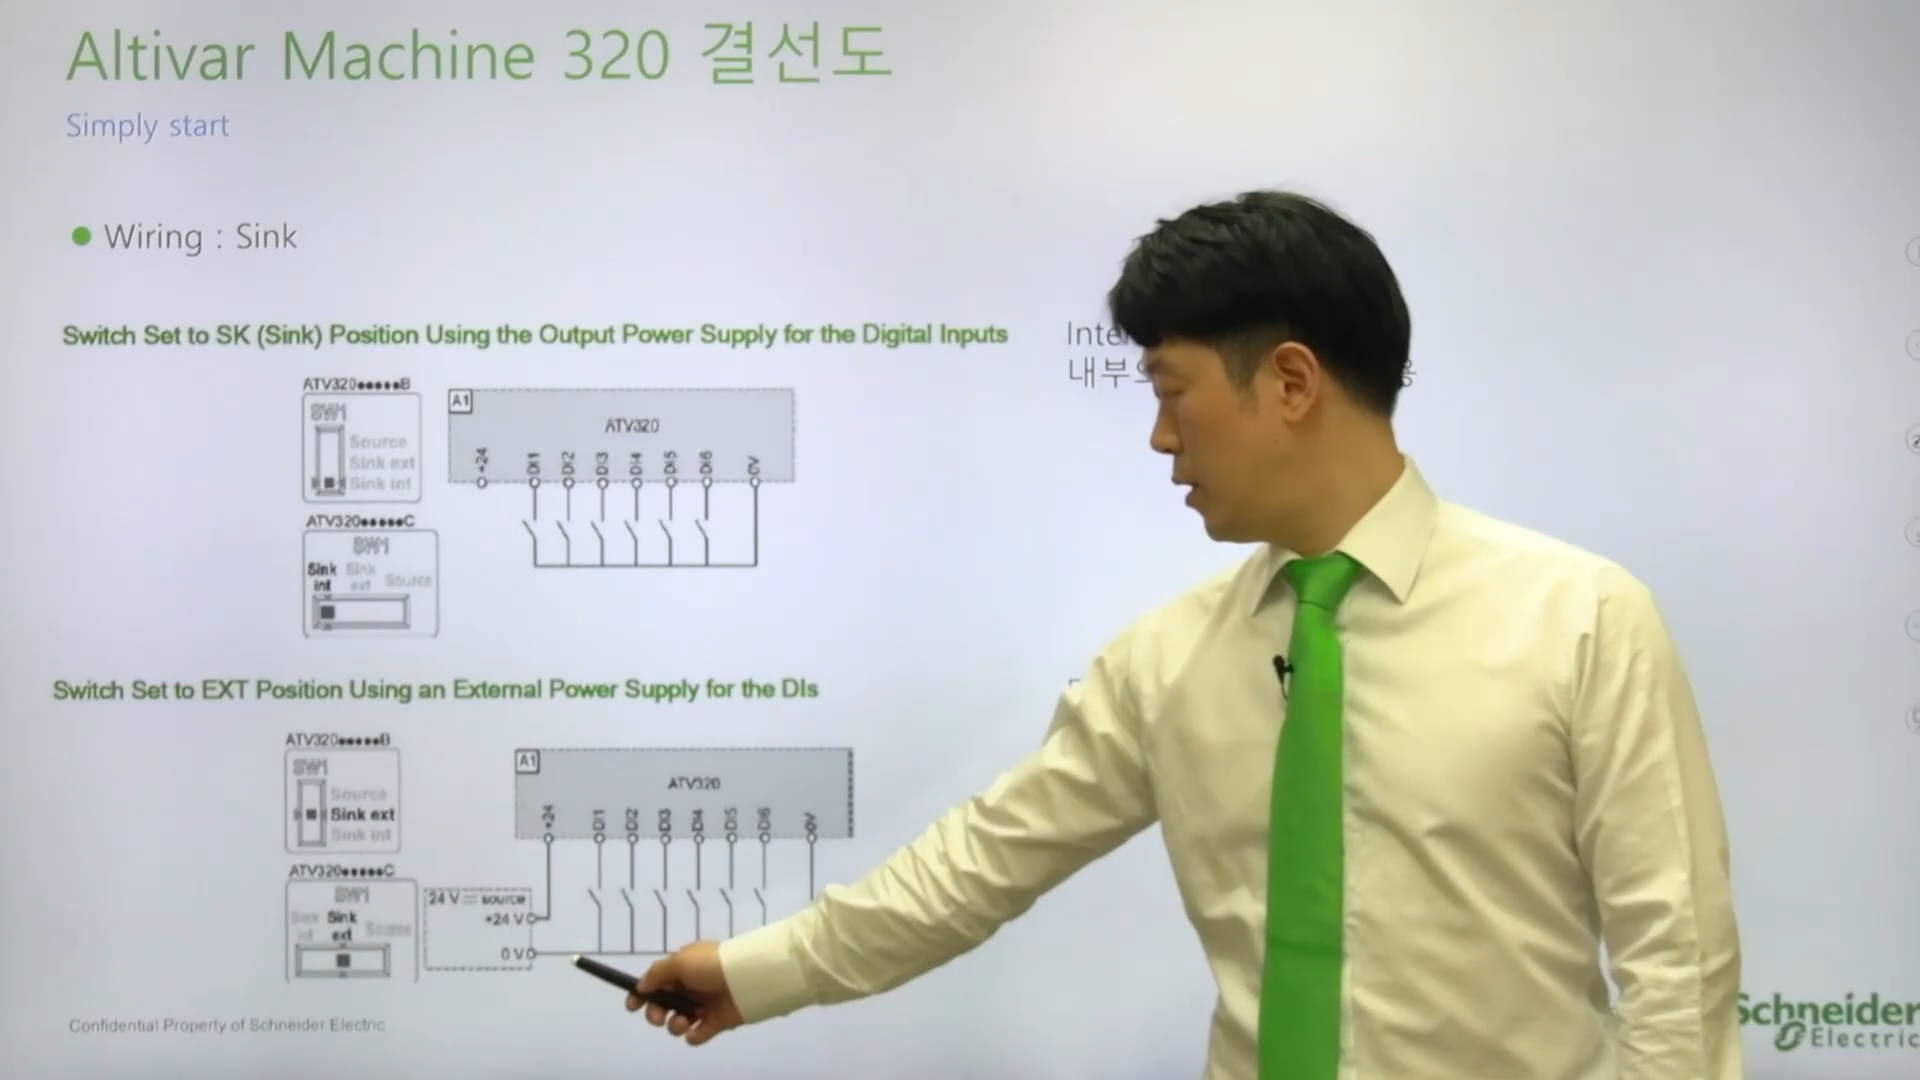 Altivar Machine 320 결선도
Simply start
Wiring : Sink
Switch Set to SK (Sink) Position Using the Output Power Supply for the Digital Inputs
ATV320●●●●●B
SW1
Source
Sink ext
Sink int
A1
ATV320
+24
DI1
DI2
DI3
DI4
DI5
DI6
0V
ATV320●●●●●C
SW1
Sink int
Sink ext
Source
Switch Set to EXT Position Using an External Power Supply for the DIs
ATV320●●●●●B
SW1
Source
Sink ext
Sink int
A1
ATV320
+24
DI1
DI2
DI3
DI4
DI5
DI6
0V
ATV320●●●●●C
SW1
Sink int
Sink ext
Source
24 V source
+24 V
0 V
Confidential Property of Schneider Electric
Schneider
Electric